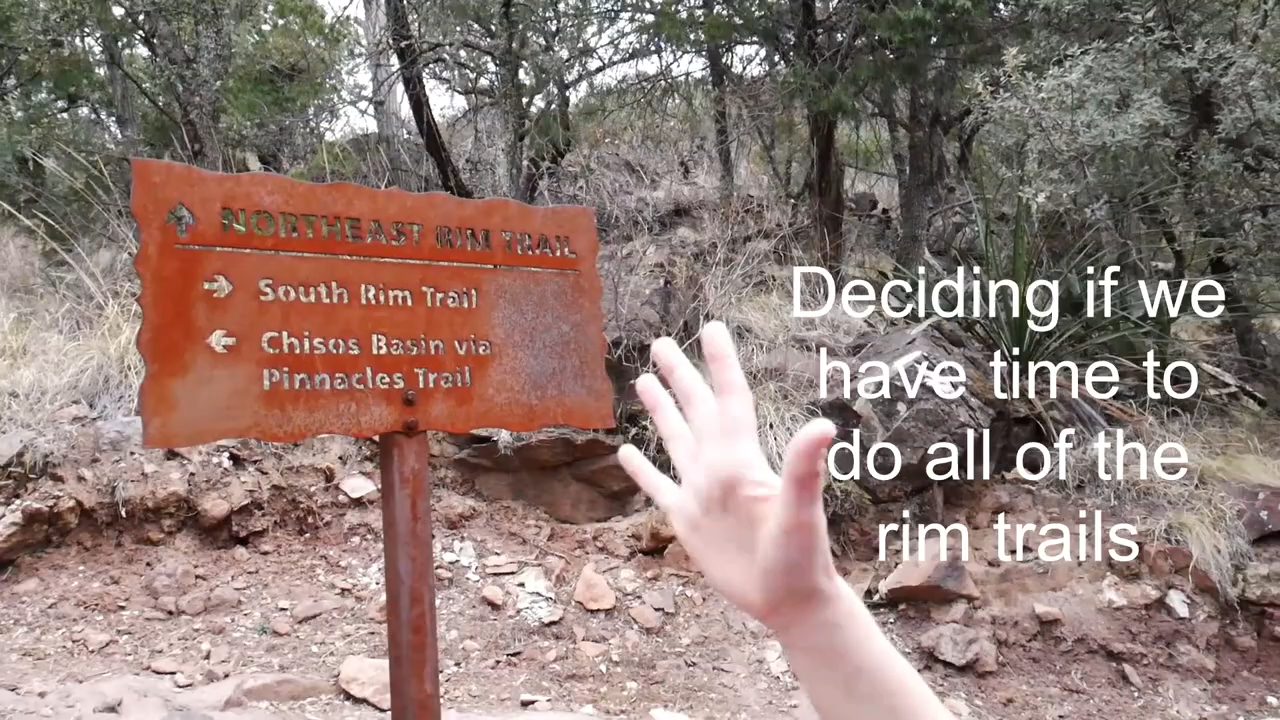 NORTHEAST RIM TRAIL
South Rim Trail
Chisos Basin via
Pinnacles Trail
Deciding if we
have time to
do all of the
rim trails